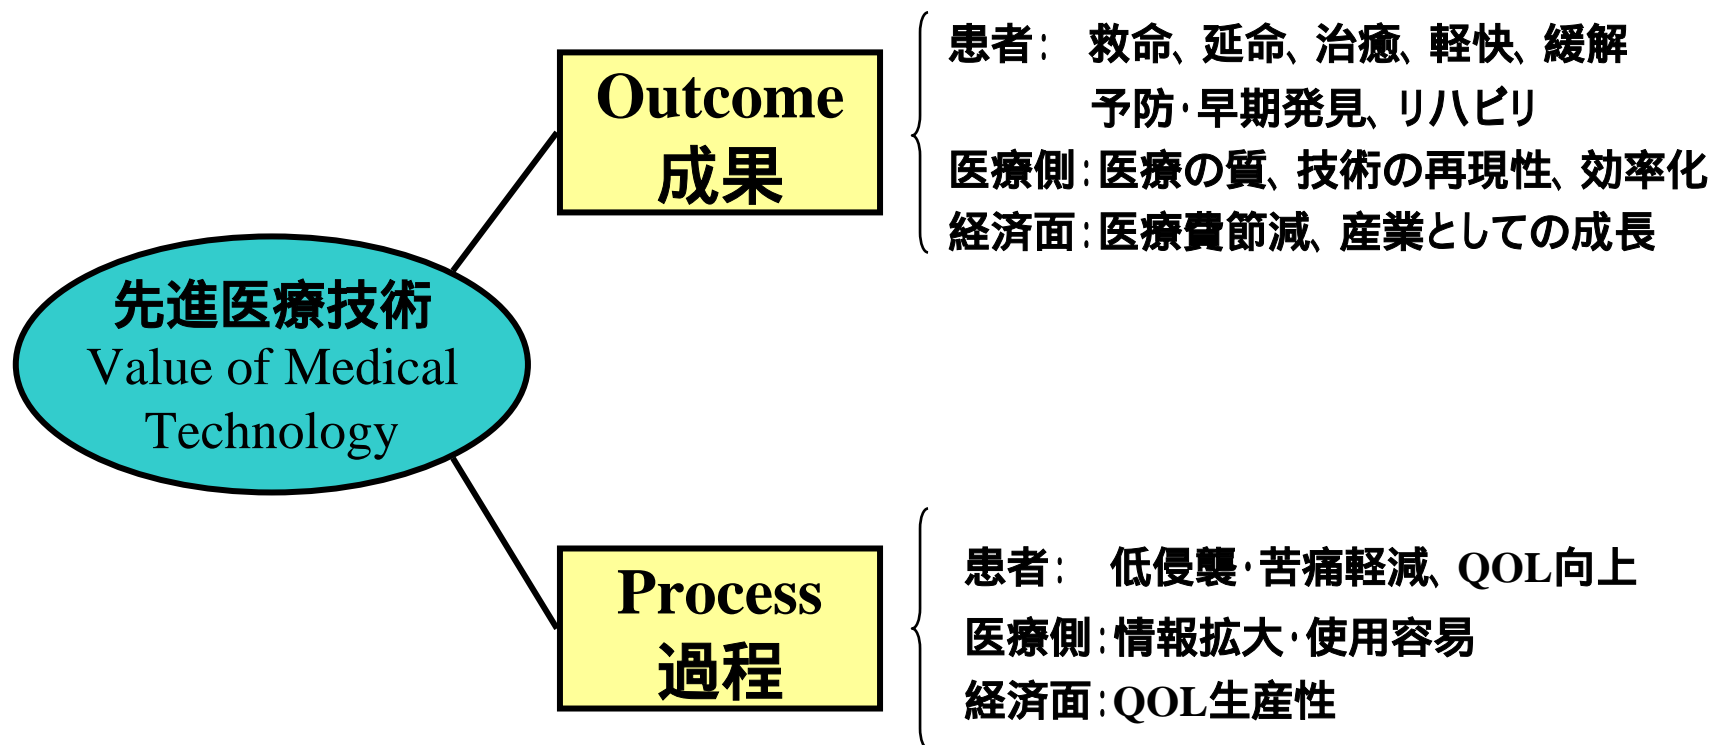 先進医療技術
Value of Medical
Technology
Outcome
成果
患者: 救命、延命、治癒、軽快、緩解
予防・早期発見、リハビリ
医療側:医療の質、技術の再現性、効率化
経済面:医療費節減、産業としての成長
Process
過程
患者: 低侵襲・苦痛軽減、QOL向上
医療側:情報拡大・使用容易
経済面:QOL生産性